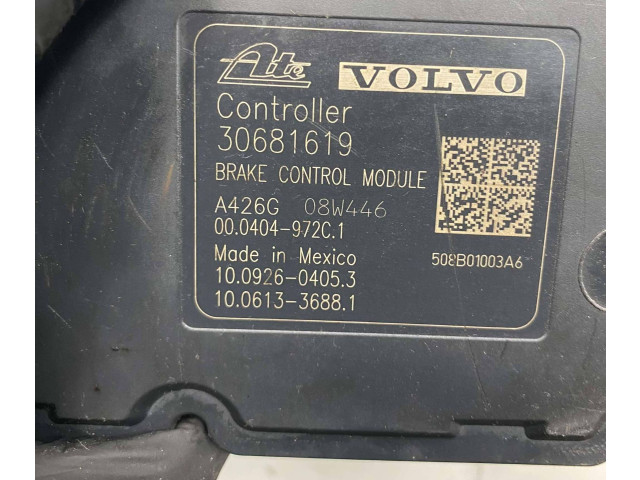 Ate VOLVO
Controller
30681619
BRAKE CONTROL MODULE
A426G 08W446
00.0404-972C.1
Made in Mexico
508B01003A6
10.0926-0405.3
10.0613-3688.1